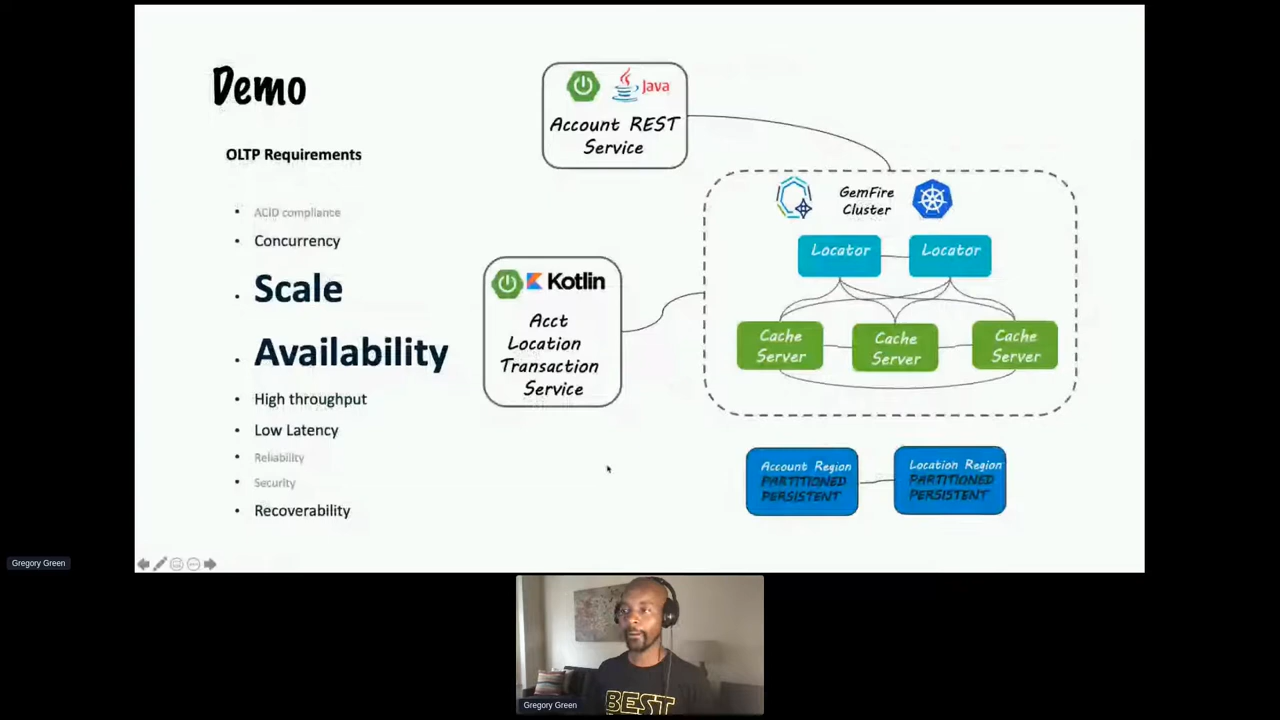 Demo
OLTP Requirements
• ACID compliance
• Concurrency
• Scale
• Availability
• High throughput
• Low Latency
• Reliability
• Security
• Recoverability
Java
Account REST
Service
Kotlin
Acct
Location
Transaction
Service
GemFire
Cluster
Locator
Locator
Cache
Server
Cache
Server
Cache
Server
Account Region
PARTITIONED
PERSISTENT
Location Region
PARTITIONED
PERSISTENT
Gregory Green
BEST
Gregory Green